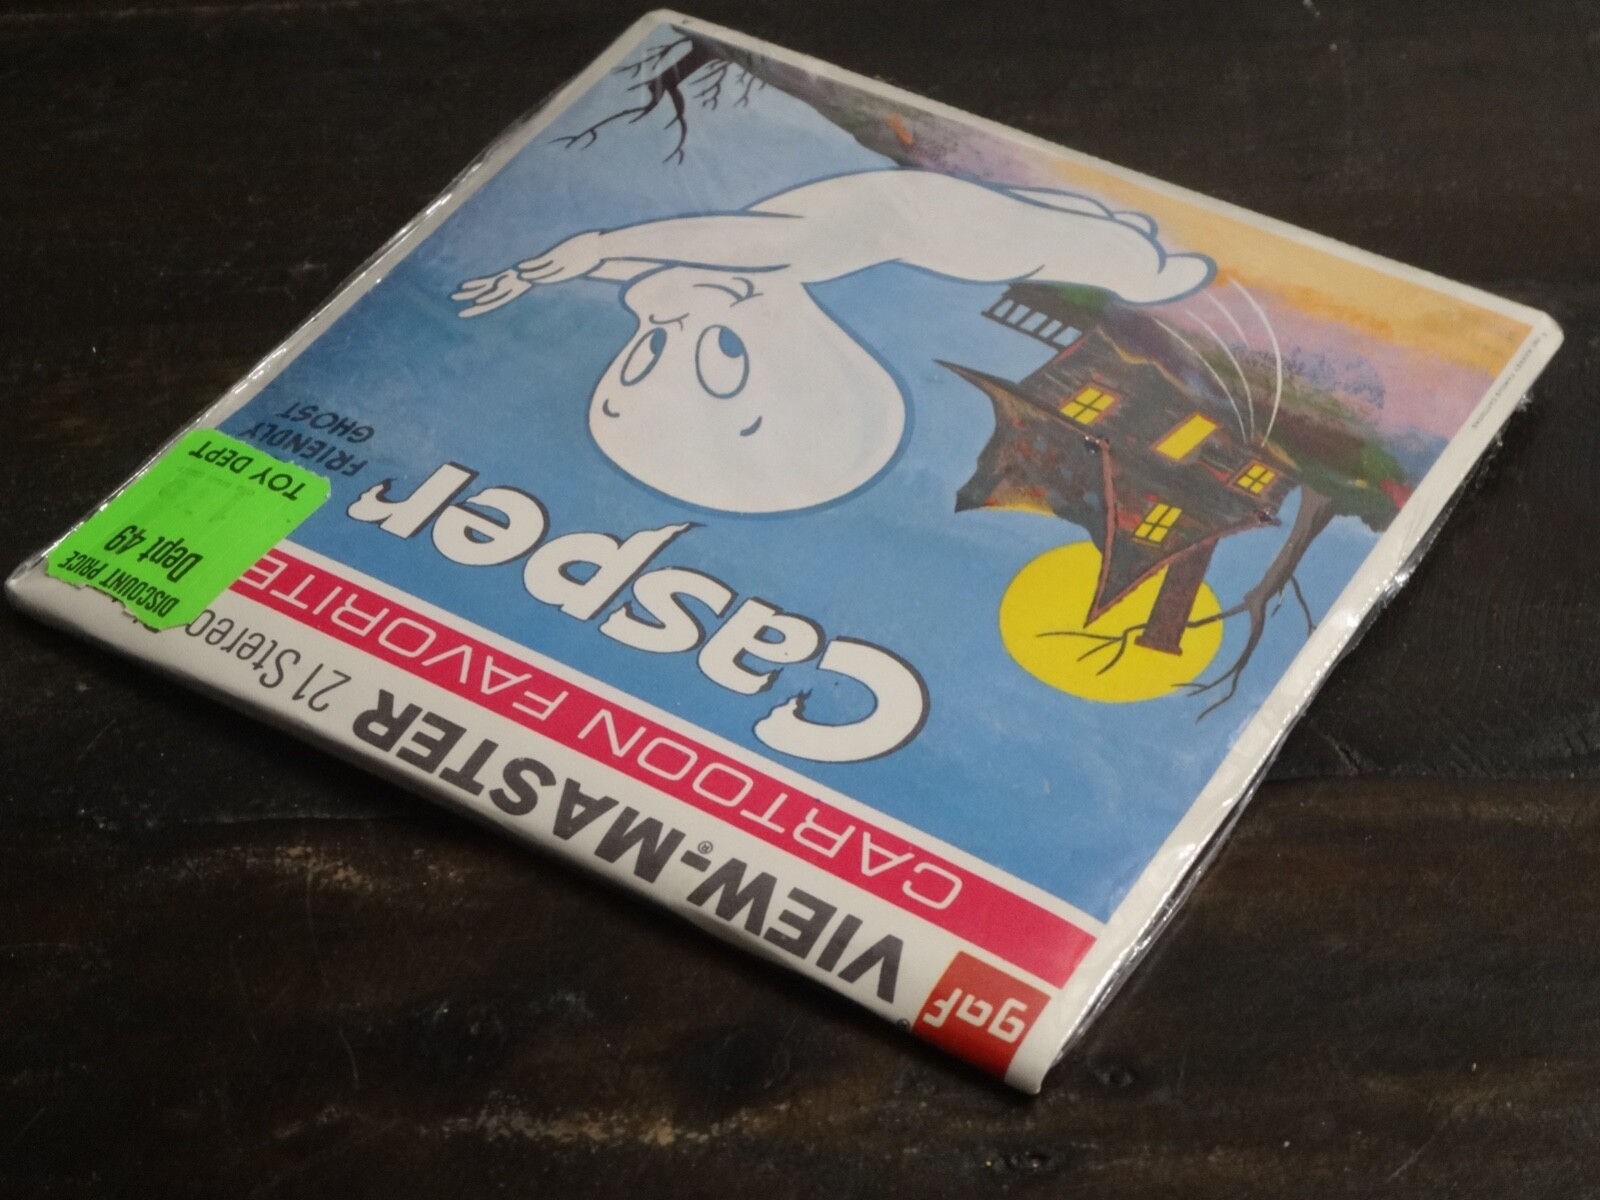 gaf
VIEW-MASTER® 21 Stereo
CARTOON FAVORITE
Casper
FRIENDLY
GHOST
DISCOUNT PRICE
Dept 49
TOY DEPT